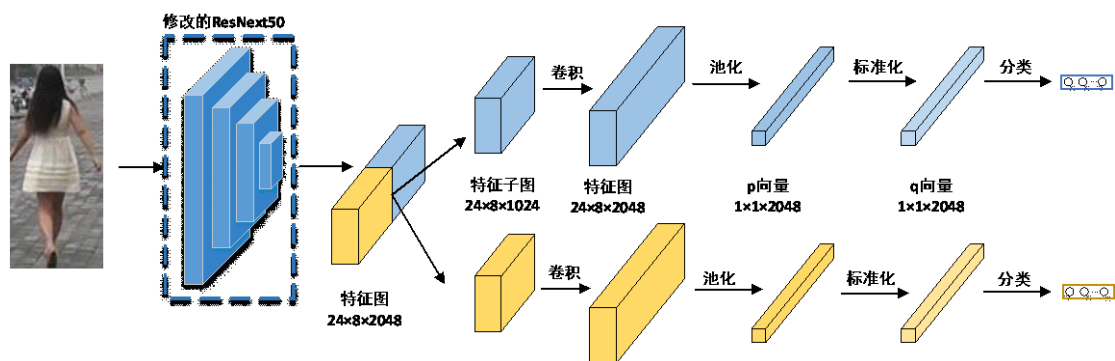 修改的ResNext50
卷积
池化
标准化
分类
特征子图
24×8×1024
特征图
24×8×2048
p向量
1×1×2048
q向量
1×1×2048
特征图
24×8×2048
卷积
池化
标准化
分类